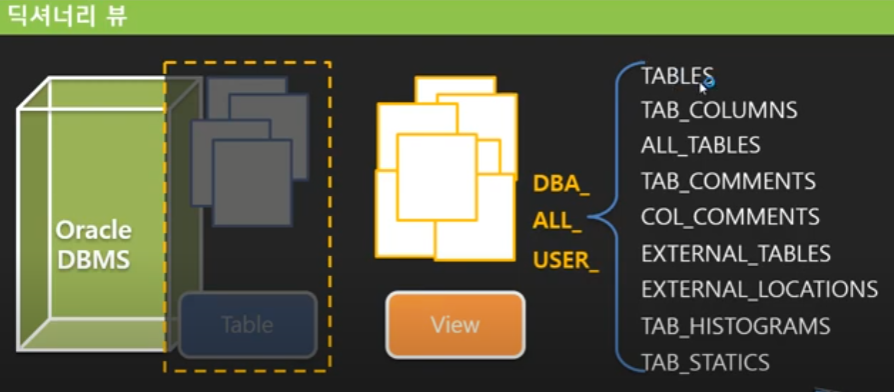 딕셔너리 뷰
Oracle
DBMS
Table
View
DBA_
ALL_
USER_
TABLES
TAB_COLUMNS
ALL_TABLES
TAB_COMMENTS
COL_COMMENTS
EXTERNAL_TABLES
EXTERNAL_LOCATIONS
TAB_HISTOGRAMS
TAB_STATICS